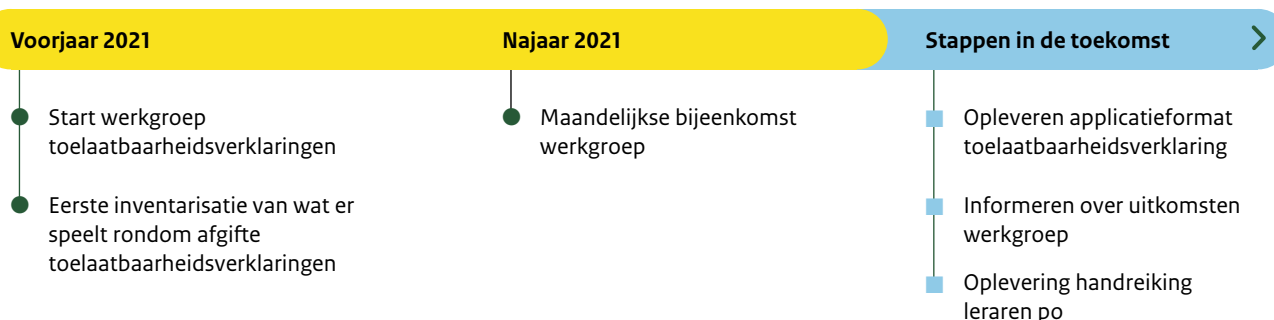 Voorjaar 2021
Start werkgroep
toelaatbaarheidsverklaringen
Eerste inventarisatie van wat er
speelt rondom afgifte
toelaatbaarheidsverklaringen
Najaar 2021
Maandelijkse bijeenkomst
werkgroep
Stappen in de toekomst
Opleveren applicatieformat
toelaatbaarheidsverklaring
Informeren over uitkomsten
werkgroep
Oplevering handreiking
leraren po